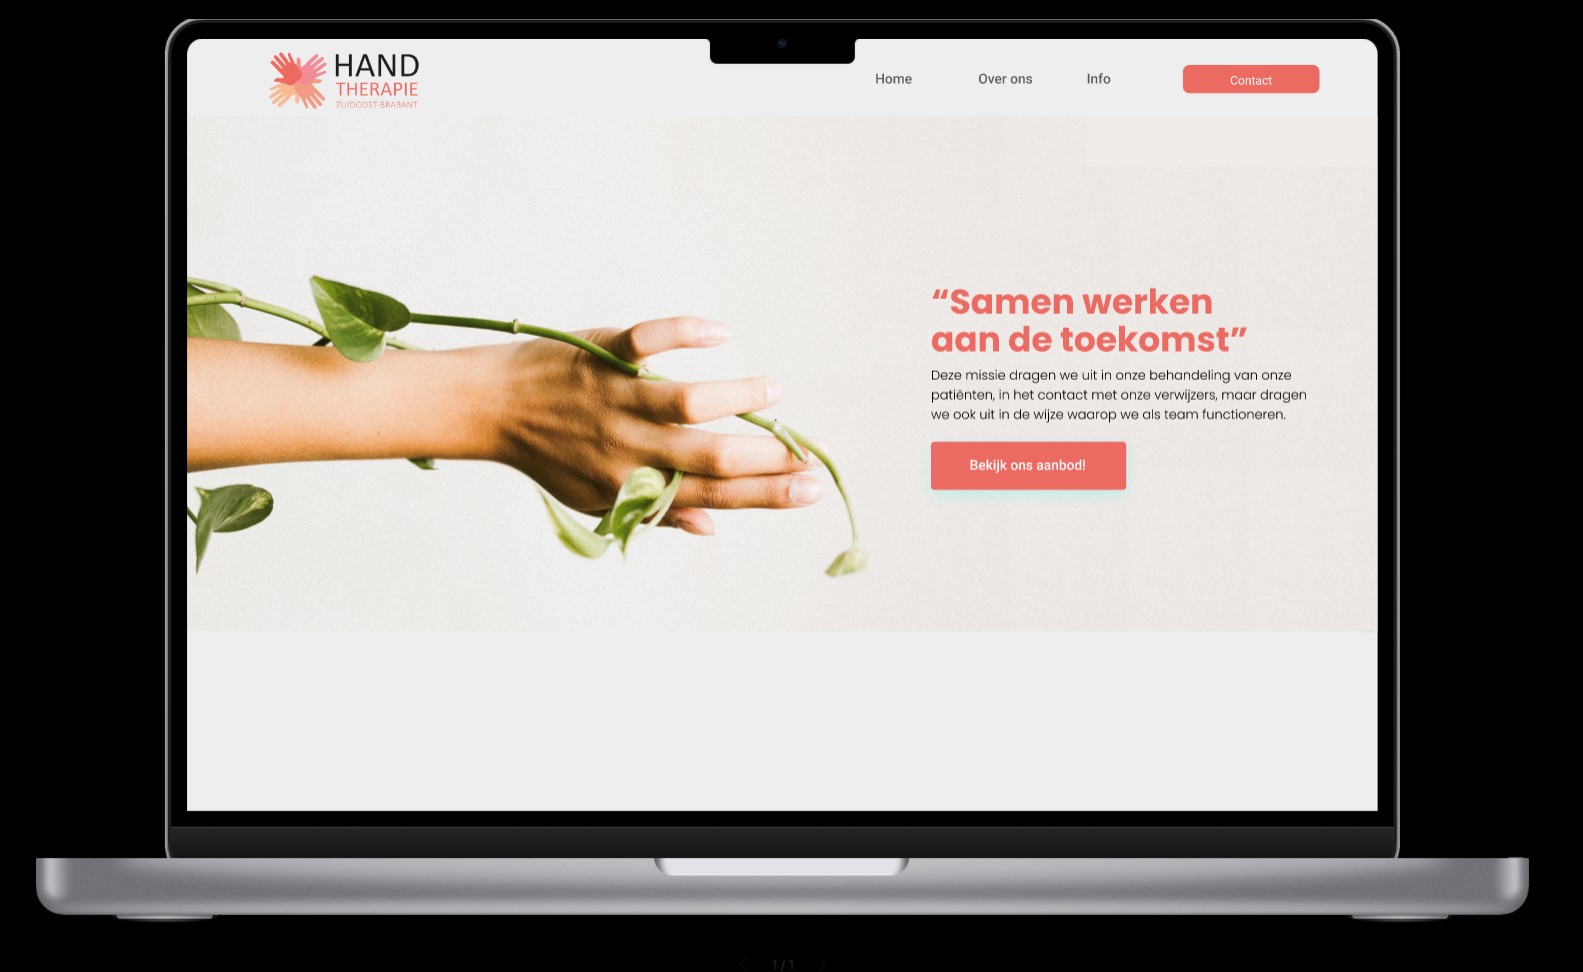 HAND
THERAPIE
ZUIDOOST-BRABANT
Home
Over ons
Info
Contact
“Samen werken
aan de toekomst”
Deze missie dragen we uit in onze behandeling van onze
patiënten, in het contact met onze verwijzers, maar dragen
we ook uit in de wijze waarop we als team functioneren.
Bekijk ons aanbod!
1/1